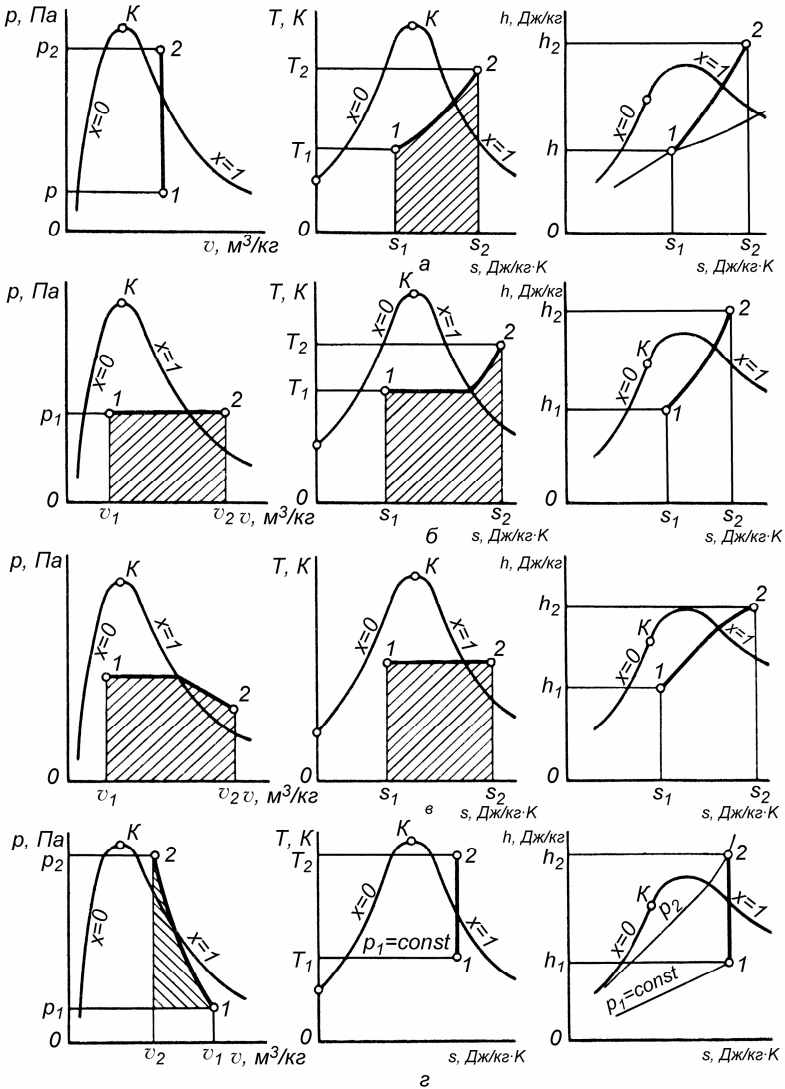 p, Па
К
p₂
2
x=0
x=1
p
1
0
v, м³/кг
T, К
К
T₂
2
x=0
1
T₁
x=1
0
s₁
s₂
s, Дж/кг·К
h, Дж/кг
h₂
2
x=1
x=0
1
h
0
s₁
s₂
s, Дж/кг·К
а
p, Па
К
x=0
x=1
1
2
p₁
0
v₁
v₂
v, м³/кг
T, К
К
x=0
x=1
2
T₂
T₁
1
0
s₁
s₂
s, Дж/кг·К
h, Дж/кг
h₂
2
К
x=0
x=1
h₁
1
0
s₁
s₂
s, Дж/кг·К
б
p, Па
К
x=0
x=1
1
2
0
v₁
v₂
v, м³/кг
T, К
К
x=0
x=1
1
2
0
s₁
s₂
s, Дж/кг·К
h, Дж/кг
h₂
2
К
x=0
x=1
1
h₁
0
s₁
s₂
s, Дж/кг·К
в
p, Па
К
p₂
2
x=0
x=1
p₁
1
0
v₂
v₁
v, м³/кг
T, К
К
T₂
2
x=0
x=1
p₁=const
T₁
1
0
s, Дж/кг·К
h, Дж/кг
h₂
2
К
x=0
p₂
x=1
h₁
1
p₁=const
0
s, Дж/кг·К
г